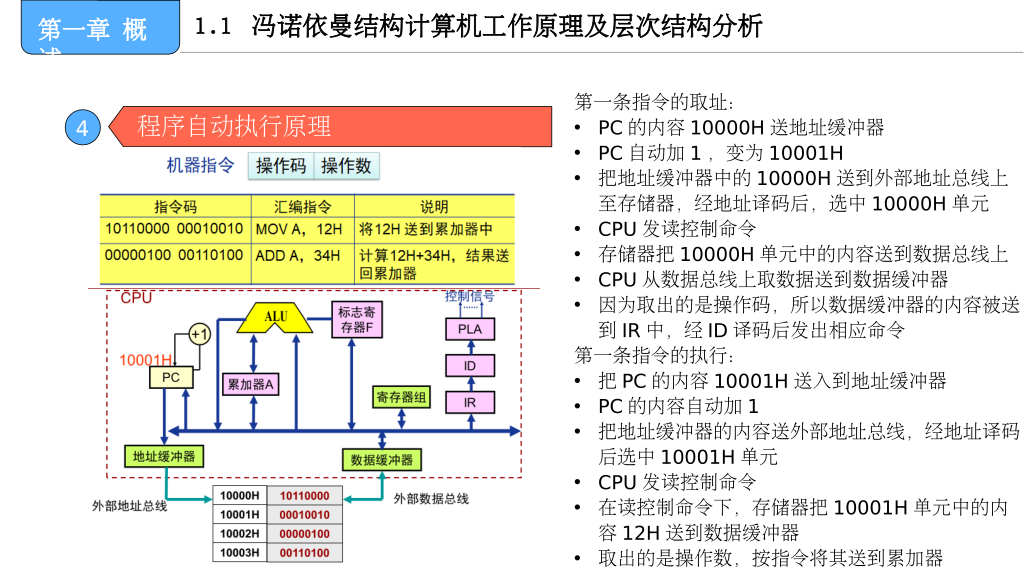 第一章 概述
1.1 冯诺依曼结构计算机工作原理及层次结构分析
4 程序自动执行原理
机器指令 操作码 操作数
指令码 汇编指令 说明
10110000 00010010 MOV A，12H 将12H 送到累加器中
00000100 00110100 ADD A，34H 计算12H+34H，结果送
回累加器
CPU
控制信号
......
ALU
标志寄
存器F
PLA
+1
10001H
PC
ID
累加器A
寄存器组
IR
地址缓冲器
数据缓冲器
外部地址总线
外部数据总线
10000H 10110000
10001H 00010010
10002H 00000100
10003H 00110100
第一条指令的取址：
• PC 的内容 10000H 送地址缓冲器
• PC 自动加 1 ，变为 10001H
• 把地址缓冲器中的 10000H 送到外部地址总线上
至存储器，经地址译码后，选中 10000H 单元
• CPU 发读控制命令
• 存储器把 10000H 单元中的内容送到数据总线上
• CPU 从数据总线上取数据送到数据缓冲器
• 因为取出的是操作码，所以数据缓冲器的内容被送
到 IR 中，经 ID 译码后发出相应命令
第一条指令的执行：
• 把 PC 的内容 10001H 送入到地址缓冲器
• PC 的内容自动加 1
• 把地址缓冲器的内容送外部地址总线，经地址译码
后选中 10001H 单元
• CPU 发读控制命令
• 在读控制命令下，存储器把 10001H 单元中的内
容 12H 送到数据缓冲器
• 取出的是操作数，按指令将其送到累加器